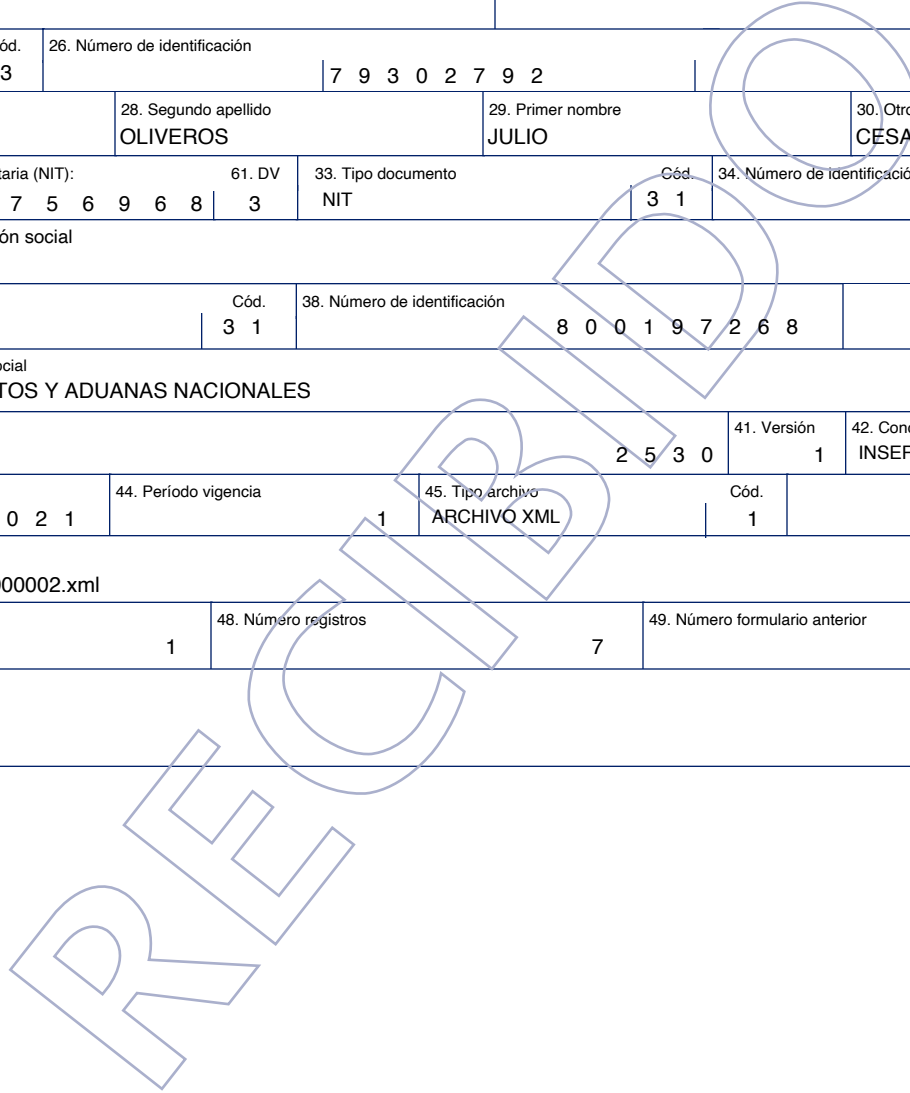 ód. 26. Número de identificación
3 7 9 3 0 2 7 9 2
28. Segundo apellido 29. Primer nombre 30. Otro
OLIVEROS JULIO CESA
taria (NIT): 61. DV 33. Tipo documento Cód. 34. Número de identificació
7 5 6 9 6 8 3 NIT 3 1
ón social
Cód. 38. Número de identificación
3 1 8 0 0 1 9 7 2 6 8
ocial
TOS Y ADUANAS NACIONALES
41. Versión 42. Conc
2 5 3 0 1 INSER
44. Período vigencia 45. Tipo archivo Cód.
0 2 1 1 ARCHIVO XML 1
000002.xml
48. Número registros 49. Número formulario anterior
1 7
RECIBIDO